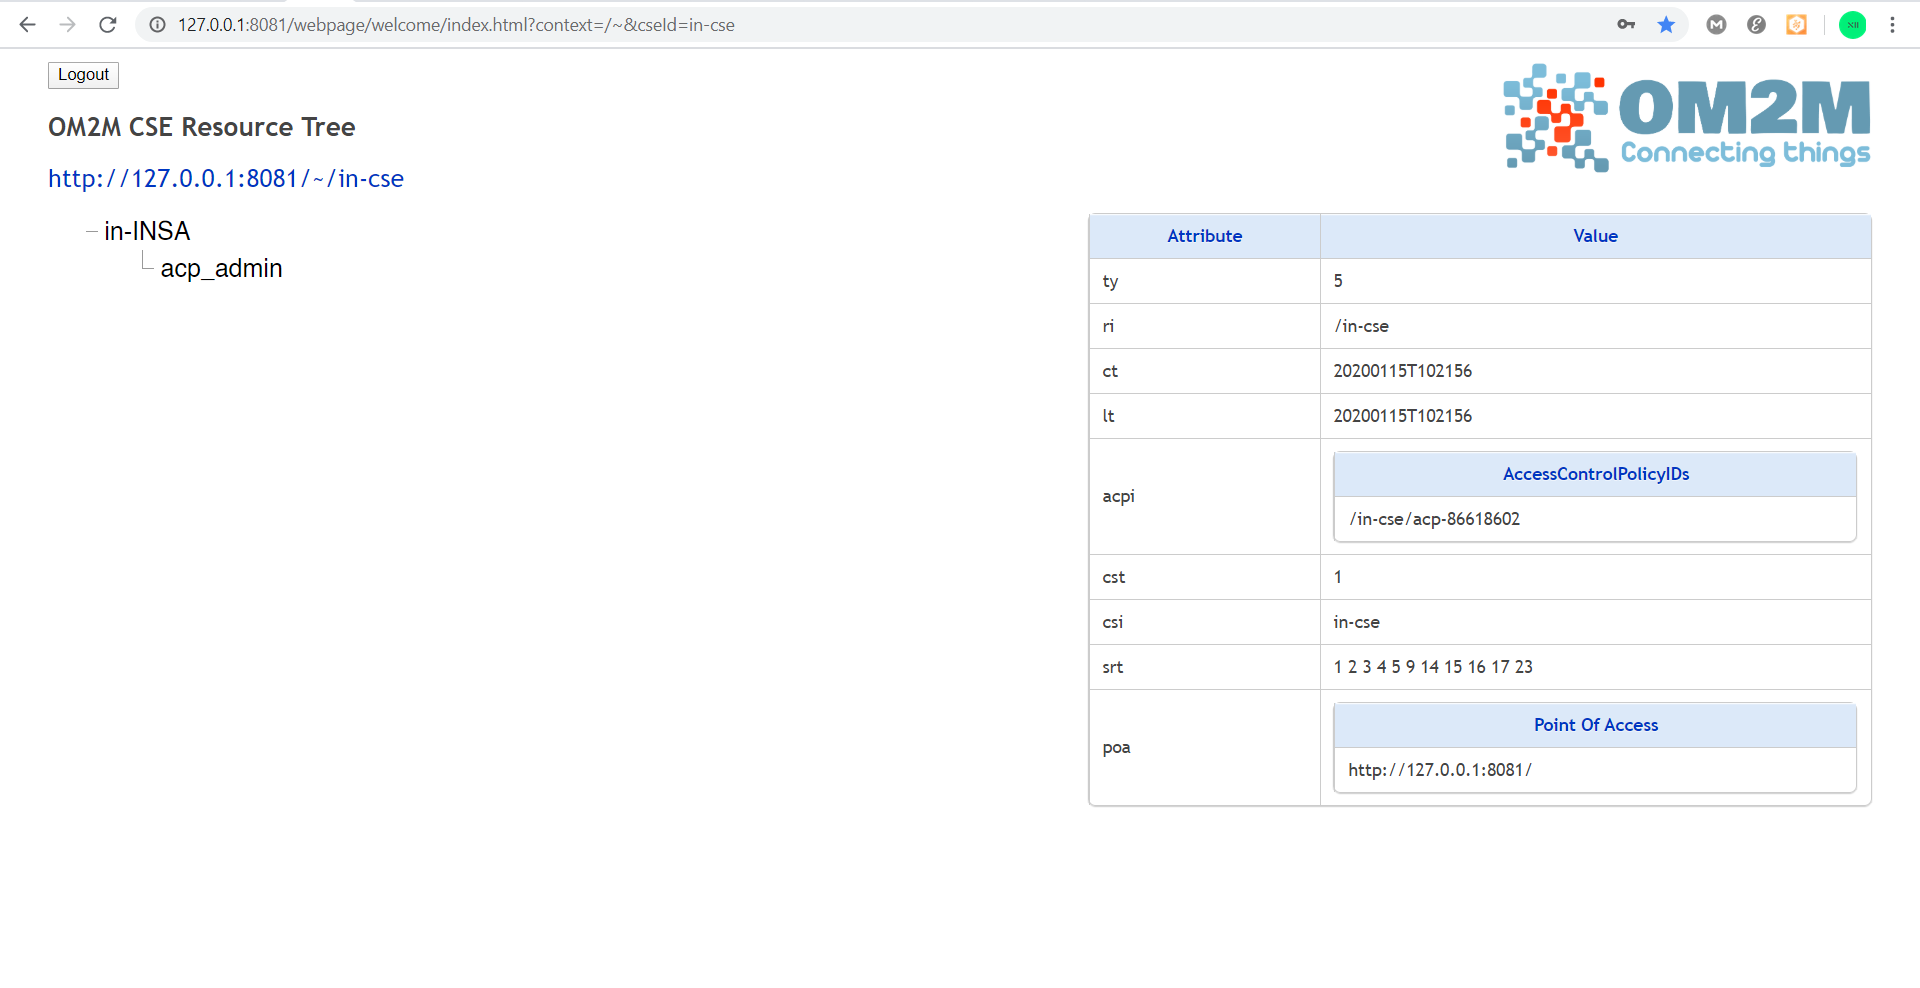 127.0.0.1:8081/webpage/welcome/index.html?context=/~&cseId=in-cse
Logout
OM2M
Connecting things
OM2M CSE Resource Tree
http://127.0.0.1:8081/~/in-cse
in-INSA
acp_admin
Attribute Value
ty 5
ri /in-cse
ct 20200115T102156
lt 20200115T102156
acpi
AccessControlPolicyIDs
/in-cse/acp-86618602
cst 1
csi in-cse
srt 1 2 3 4 5 9 14 15 16 17 23
poa
Point Of Access
http://127.0.0.1:8081/